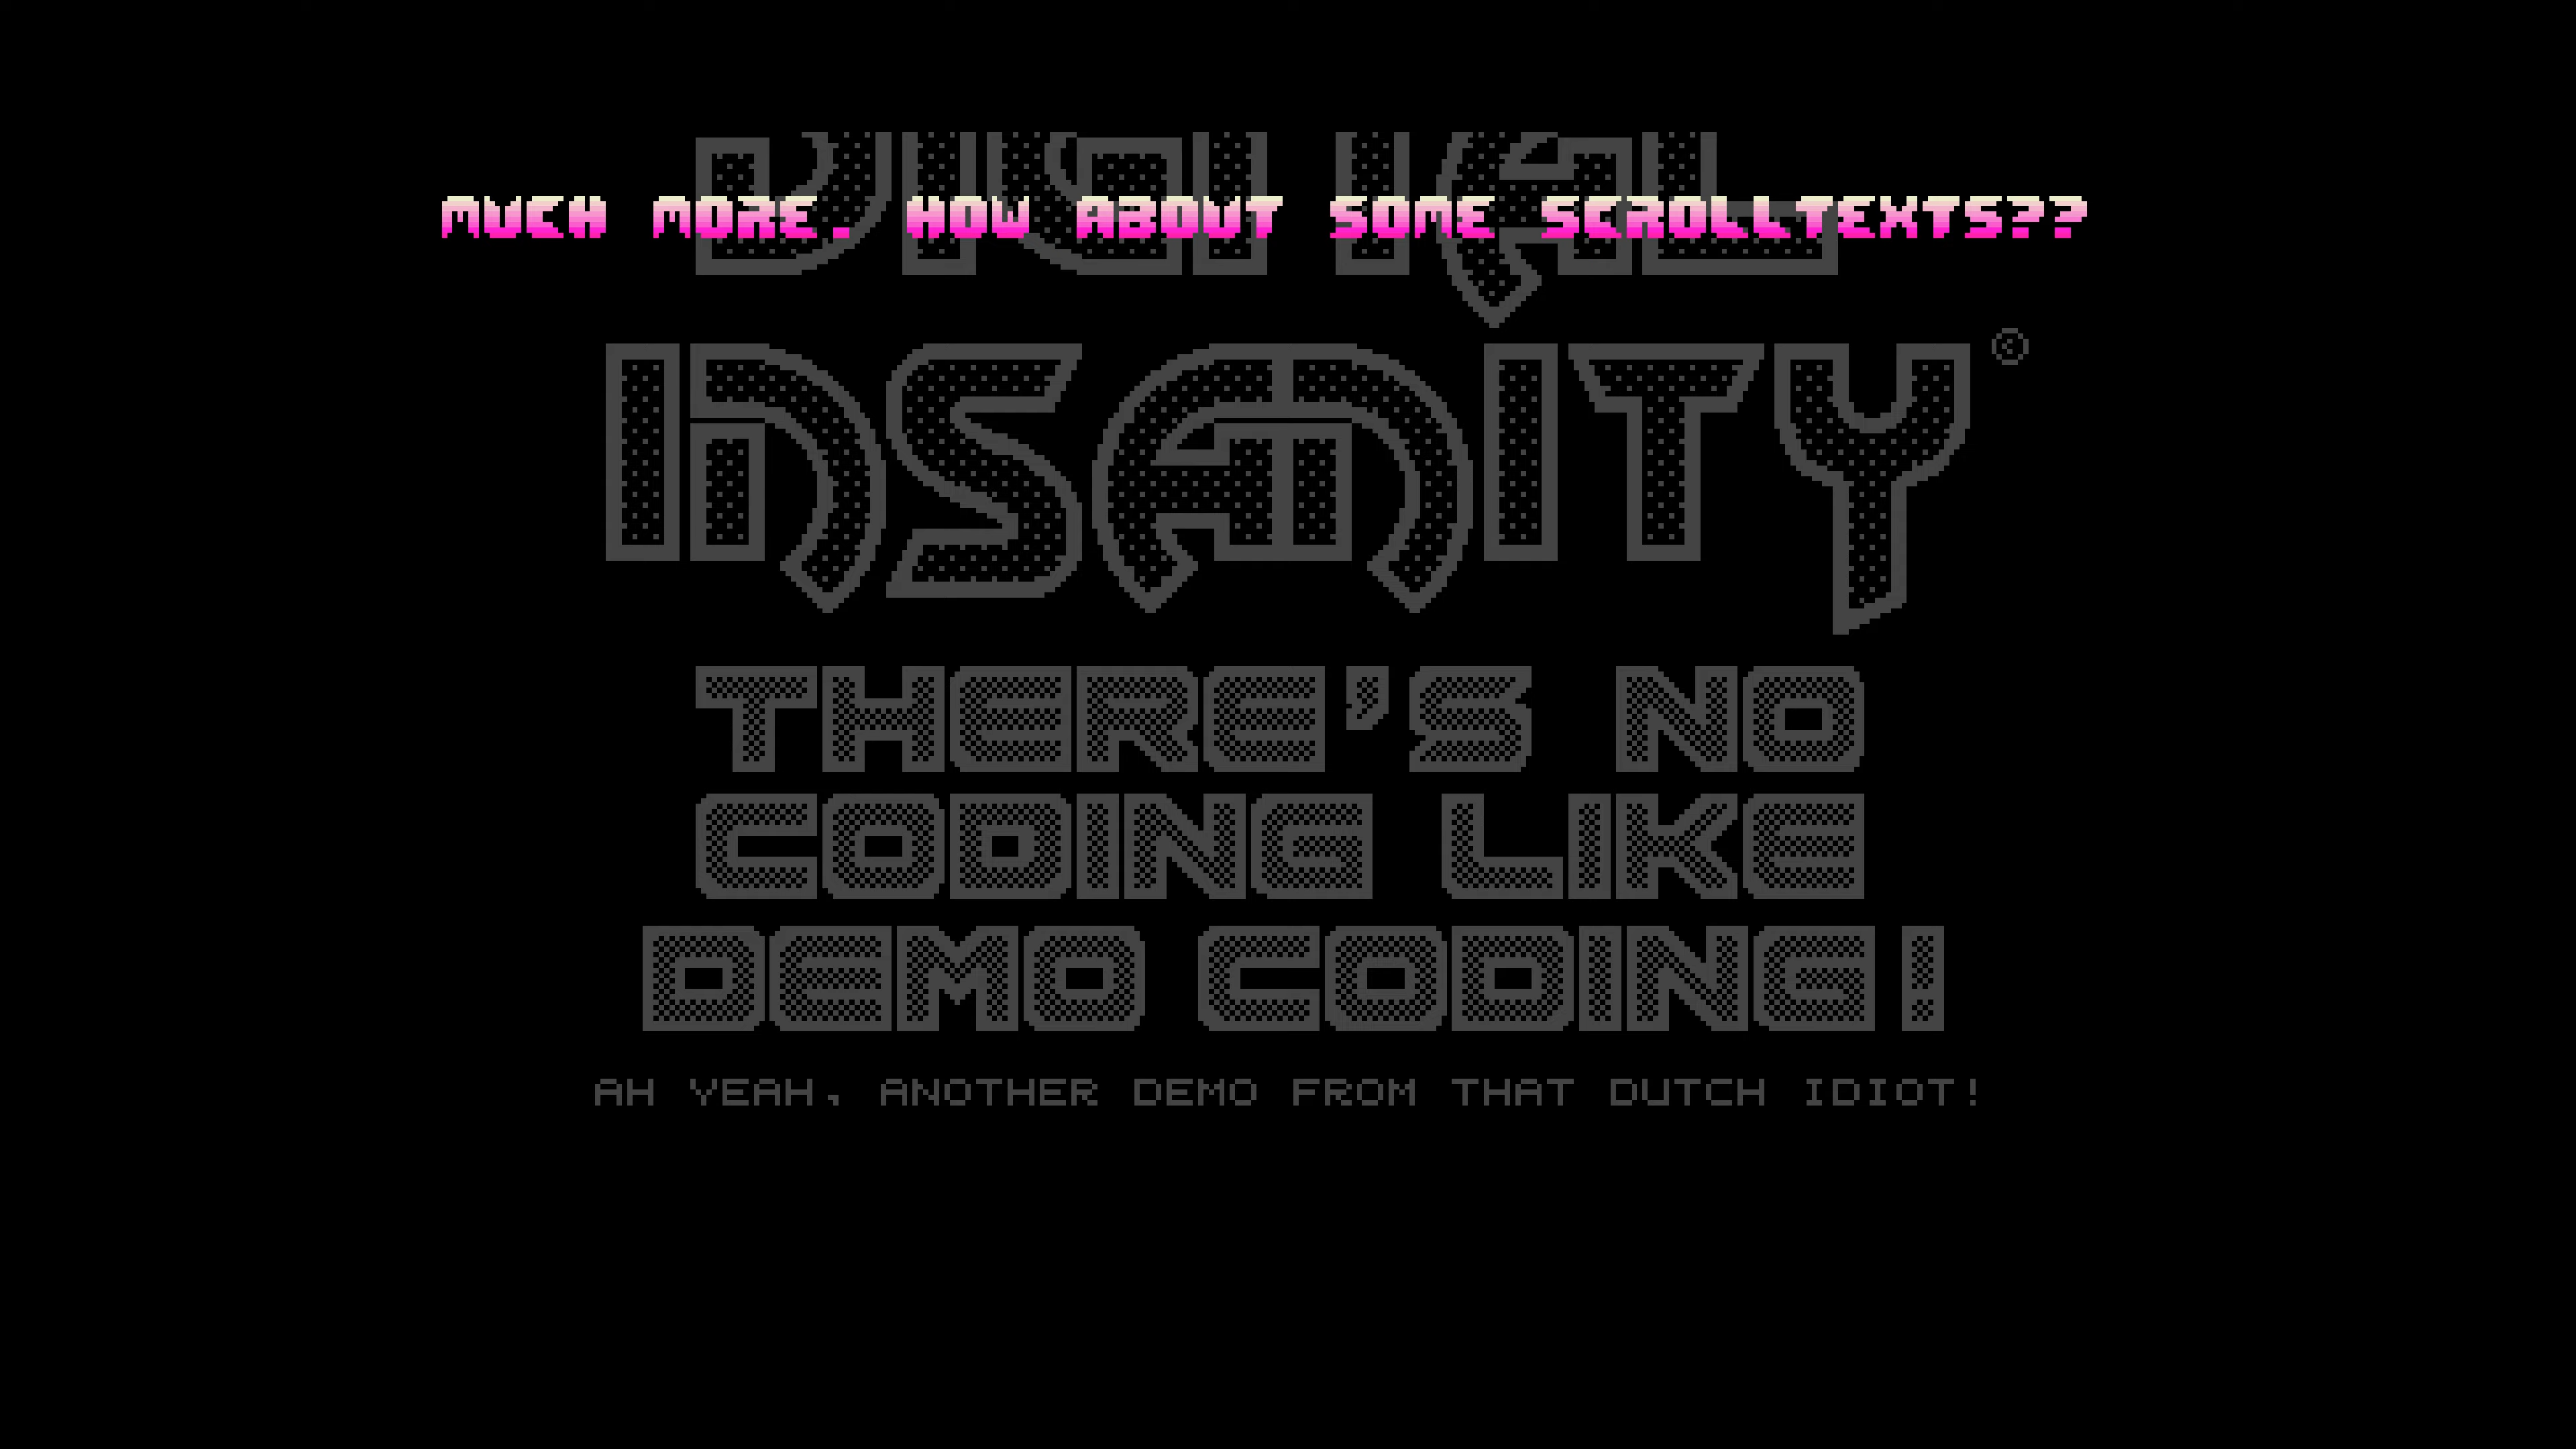 DIGITAL
MUCH MORE. HOW ABOUT SOME SCROLLTEXTS??
INSANITY ©
THERE'S NO
CODING LIKE
DEMO CODING!
AH YEAH, ANOTHER DEMO FROM THAT DUTCH IDIOT!